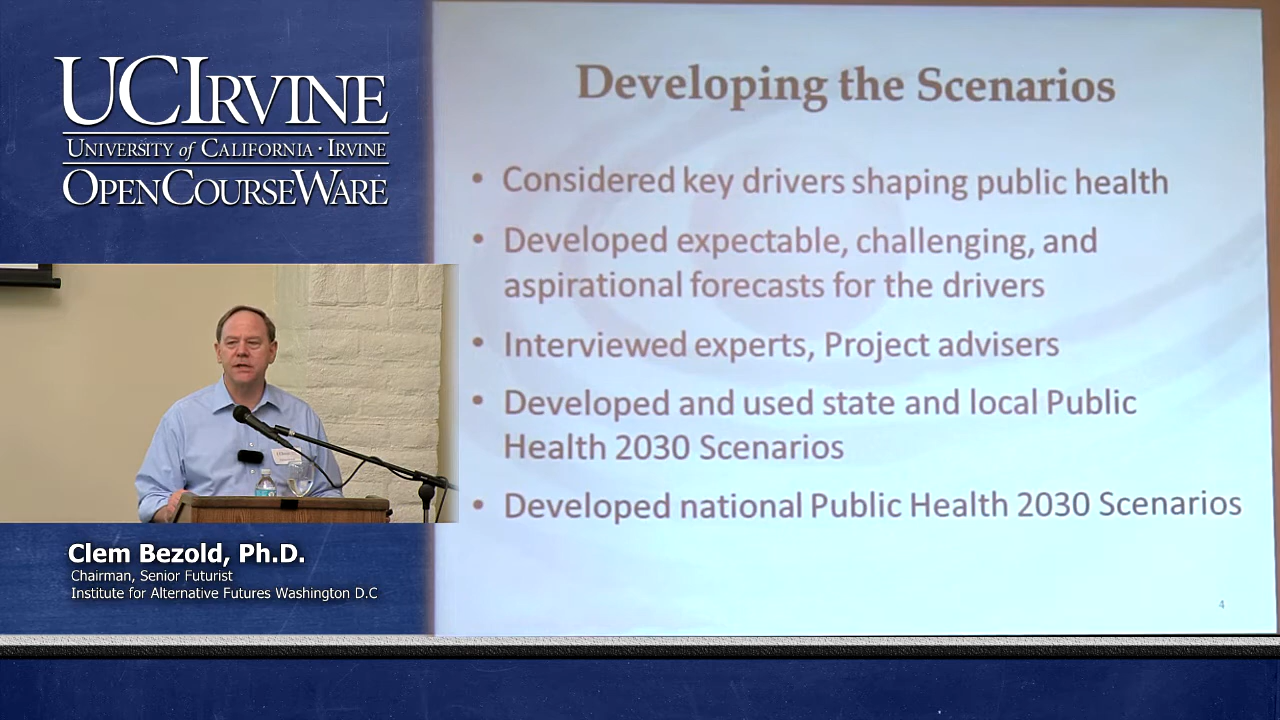 UCIRVINE
UNIVERSITY of CALIFORNIA · IRVINE
OPENCOURSEWARE
Developing the Scenarios
• Considered key drivers shaping public health
• Developed expectable, challenging, and
aspirational forecasts for the drivers
• Interviewed experts, Project advisers
• Developed and used state and local Public
Health 2030 Scenarios
• Developed national Public Health 2030 Scenarios
4
Clem Bezold, Ph.D.
Chairman, Senior Futurist
Institute for Alternative Futures Washington D.C